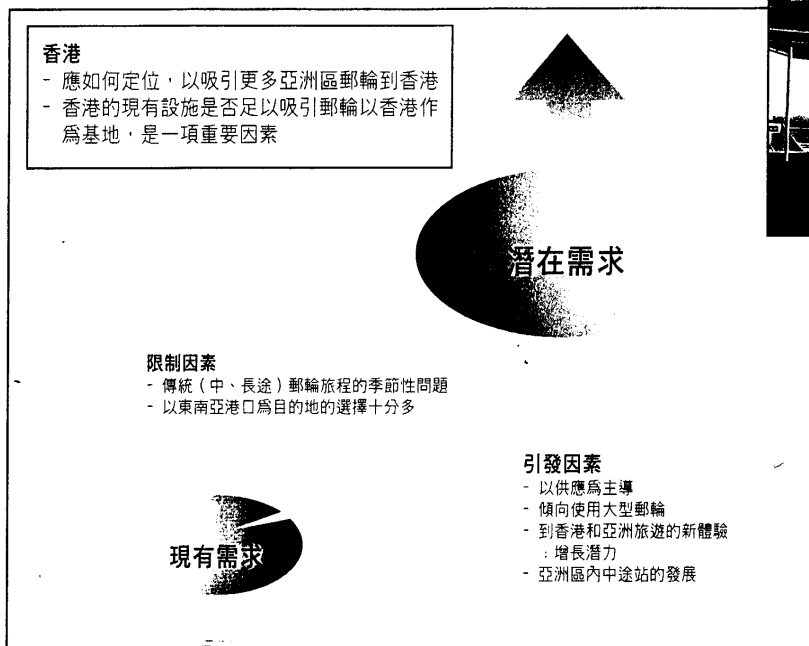 香港
- 應如何定位，以吸引更多亞洲區郵輪到香港
- 香港的現有設施是否足以吸引郵輪以香港作
爲基地，是一項重要因素
潛在需求
限制因素
- 傳統（中、長途）郵輪旅程的季節性問題
- 以東南亞港口爲目的地的選擇十分多
引發因素
- 以供應爲主導
- 傾向使用大型郵輪
- 到香港和亞洲旅遊的新體驗
：增長潛力
- 亞洲區內中途站的發展
現有需求